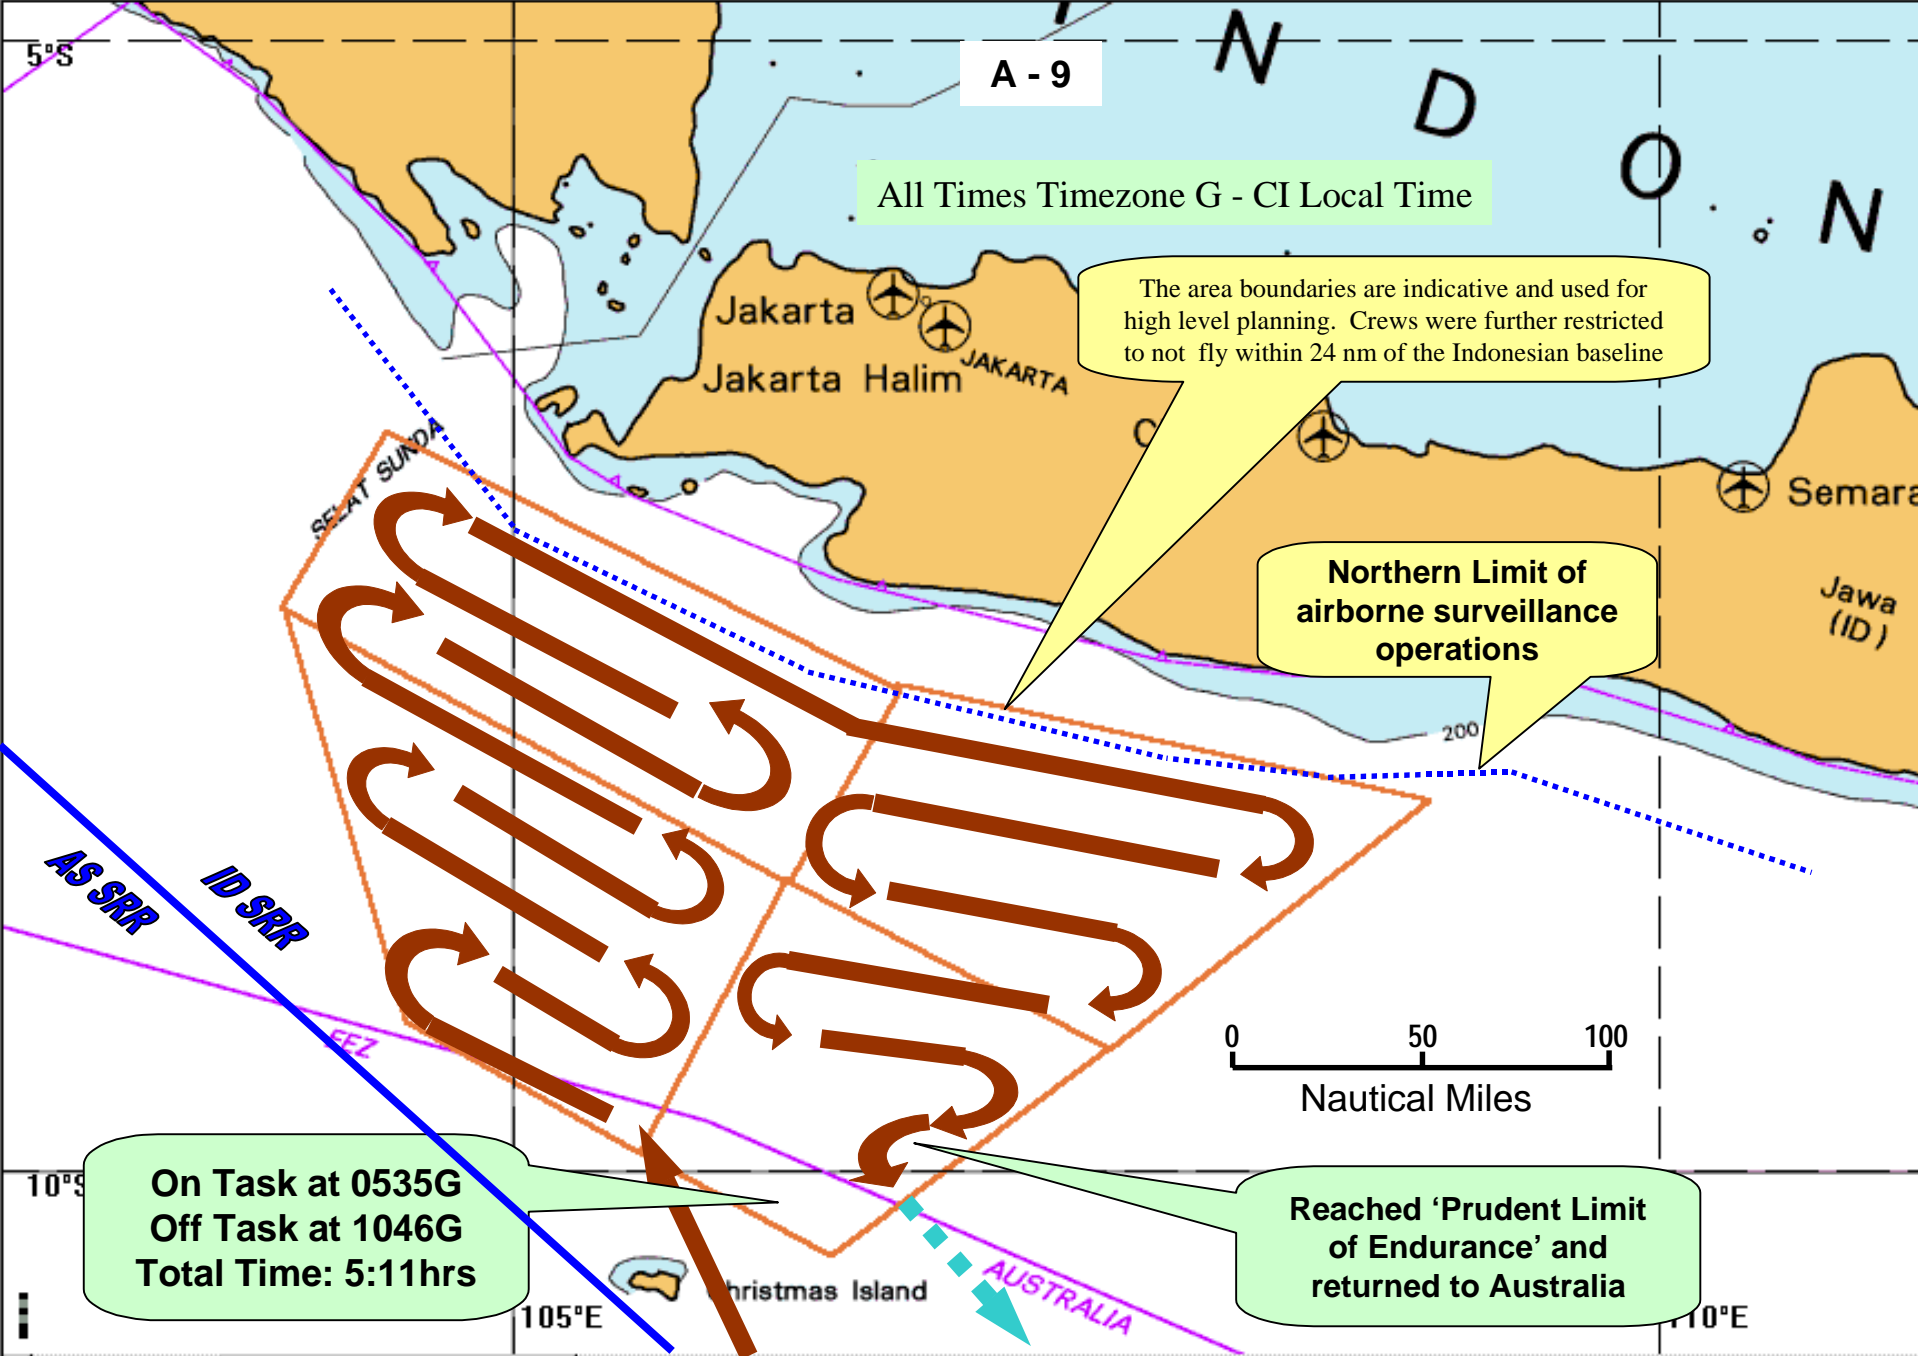 5°S
A - 9
I N D O N
All Times Timezone G - CI Local Time
The area boundaries are indicative and used for
high level planning. Crews were further restricted
to not fly within 24 nm of the Indonesian baseline
Jakarta
Jakarta Halim
JAKARTA
C
Semara
SELAT SUNDA
Northern Limit of
airborne surveillance
operations
Jawa
(ID)
200
AS SRR
ID SRR
EEZ
0 50 100
Nautical Miles
10°S
On Task at 0535G
Off Task at 1046G
Total Time: 5:11hrs
Reached ‘Prudent Limit
of Endurance’ and
returned to Australia
Christmas Island
AUSTRALIA
105°E
110°E